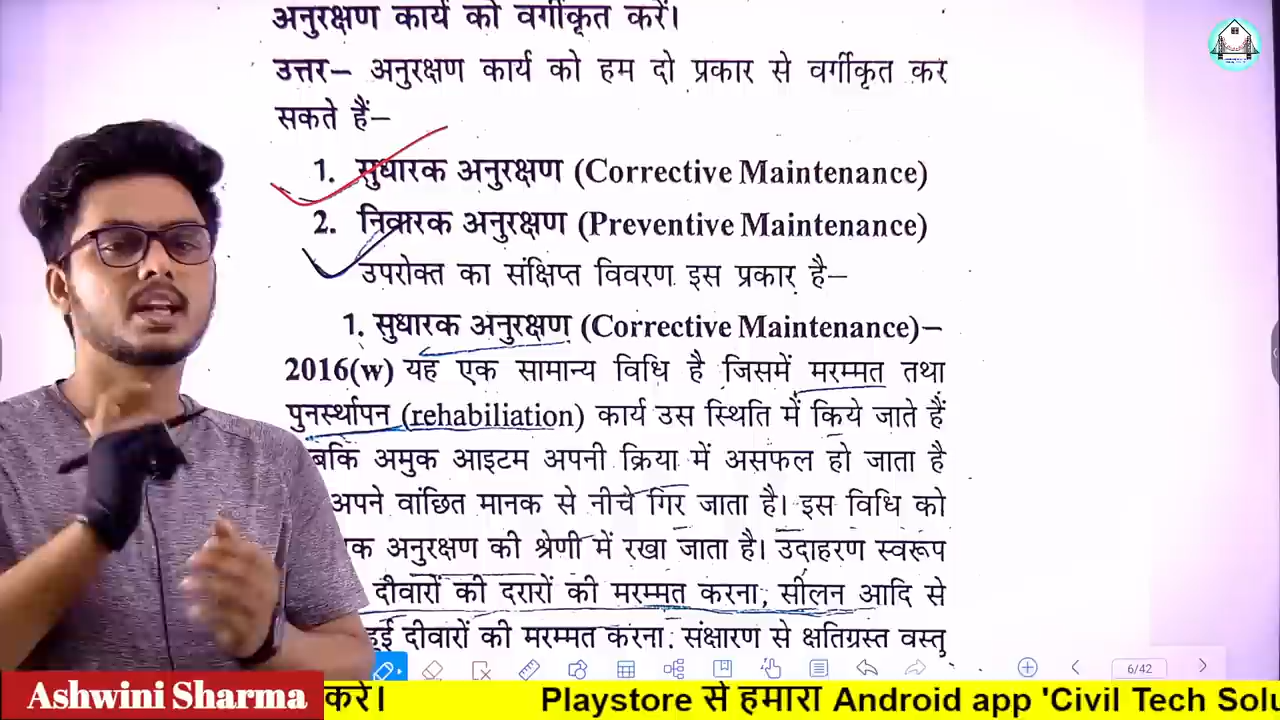 अनुरक्षण कार्य को वर्गीकृत करें।
उत्तर– अनुरक्षण कार्य को हम दो प्रकार से वर्गीकृत कर
सकते हैं–
1. सुधारक अनुरक्षण (Corrective Maintenance)
2. निवारक अनुरक्षण (Preventive Maintenance)
उपरोक्त का संक्षिप्त विवरण इस प्रकार है–
1. सुधारक अनुरक्षण (Corrective Maintenance)–
2016(w) यह एक सामान्य विधि है जिसमें मरम्मत तथा
पुनर्स्थापन (rehabiliation) कार्य उस स्थिति में किये जाते हैं
बकि अमुक आइटम अपनी क्रिया में असफल हो जाता है
अपने वांछित मानक से नीचे गिर जाता है। इस विधि को
क अनुरक्षण की श्रेणी में रखा जाता है। उदाहरण स्वरूप
दीवारों की दरारों की मरम्मत करना, सीलन आदि से
हुई दीवारों की मरम्मत करना. संक्षारण से क्षतिग्रस्त वस्तु
6/42
Ashwini Sharma
करे। Playstore से हमारा Android app 'Civil Tech Solu